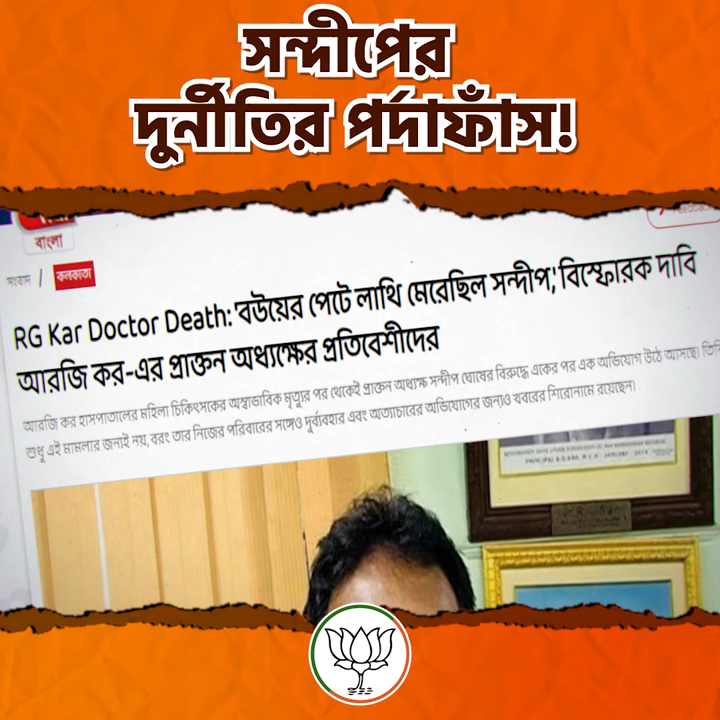 সন্দীপের
দুর্নীতির পর্দাফাঁস!
বাংলা
Feedback
সংবাদ / কলকাতা
RG Kar Doctor Death: 'বউয়ের পেটে লাথি মেরেছিল সন্দীপ,' বিস্ফোরক দাবি
আরজি কর-এর প্রাক্তন অধ্যক্ষের প্রতিবেশীদের
আরজি কর হাসপাতালের মহিলা চিকিৎসকের অস্বাভাবিক মৃত্যুর পর থেকেই প্রাক্তন অধ্যক্ষ সন্দীপ ঘোষের বিরুদ্ধে একের পর এক অভিযোগ উঠে আসছে। তিনি
শুধু এই মামলার জন্যই নয়, বরং তার নিজের পরিবারের সঙ্গেও দুর্ব্যবহার এবং অত্যাচারের অভিযোগের জন্যও খবরের শিরোনামে রয়েছেন।